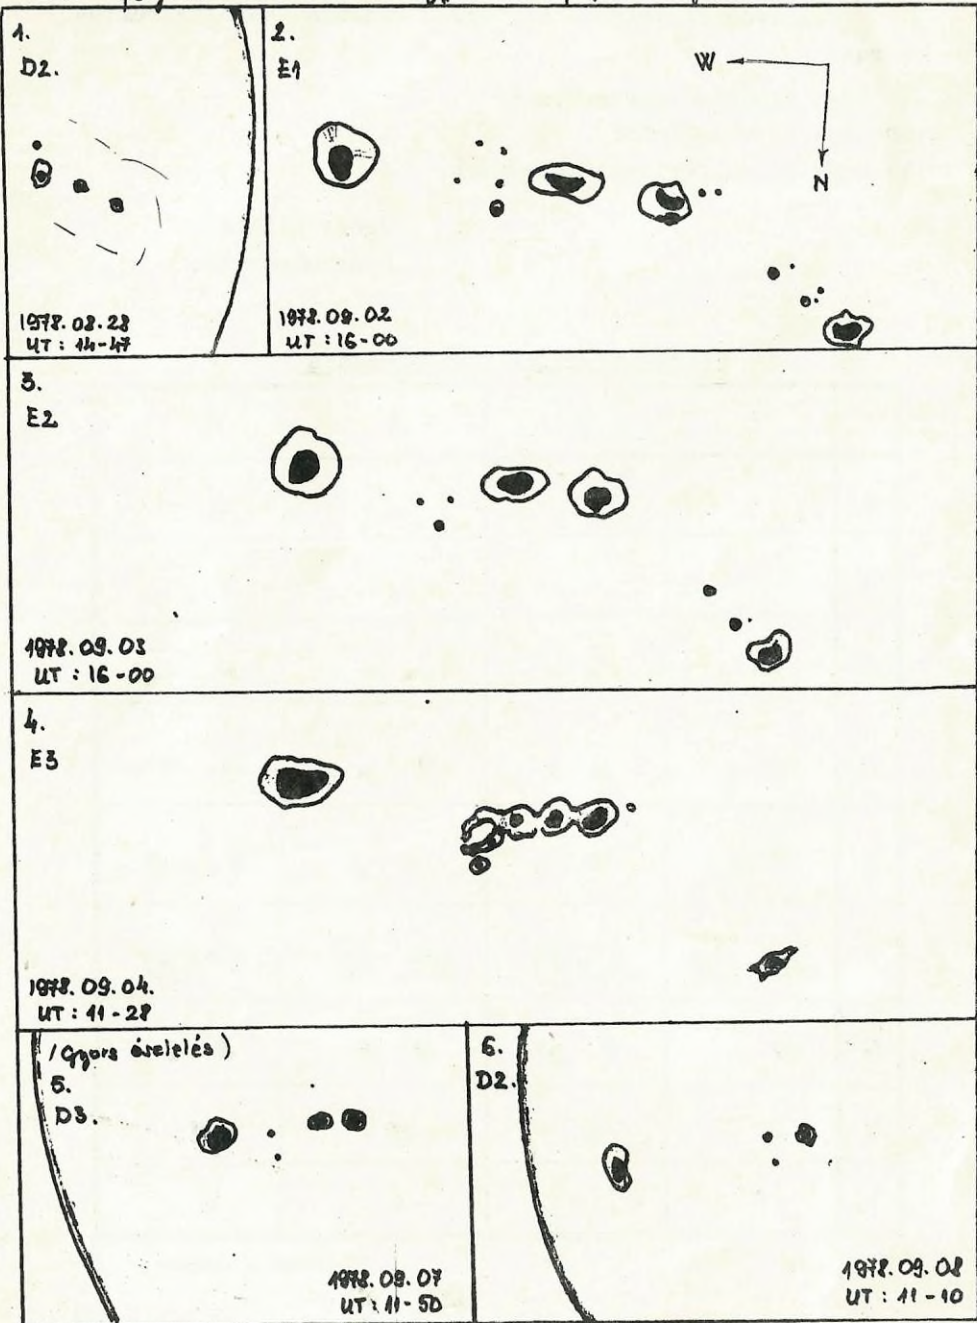 1.
D2.
1978.08.28
UT : 14-47
2.
E1
W
N
1978.09.02
UT : 16-00
3.
E2
1978.09.03
UT : 16-00
4.
E3
1978.09.04.
UT : 11-28
5.
D3.
1978.09.07
UT : 11-50
6.
D2.
1978.09.08
UT : 11-10